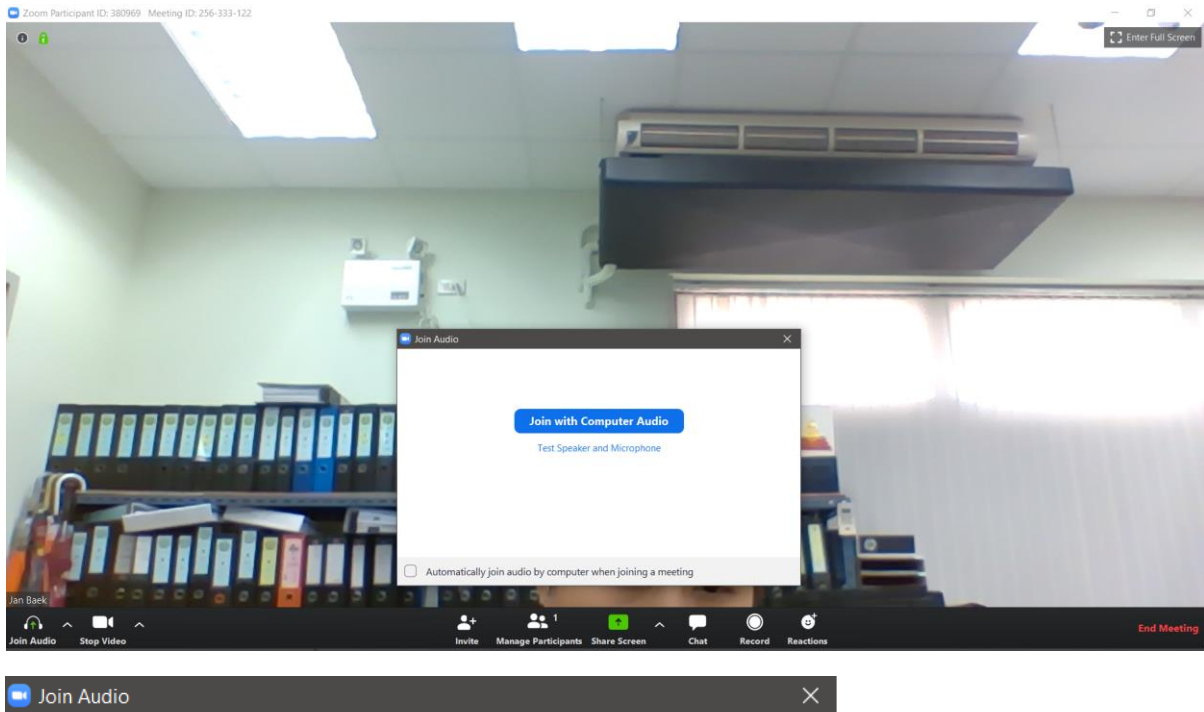 Zoom Participant ID: 380969 Meeting ID: 256-333-122
Enter Full Screen
Join Audio
Join with Computer Audio
Test Speaker and Microphone
Automatically join audio by computer when joining a meeting
Jan Baek
Join Audio Stop Video Invite Manage Participants 1 Share Screen Chat Record Reactions End Meeting
Join Audio